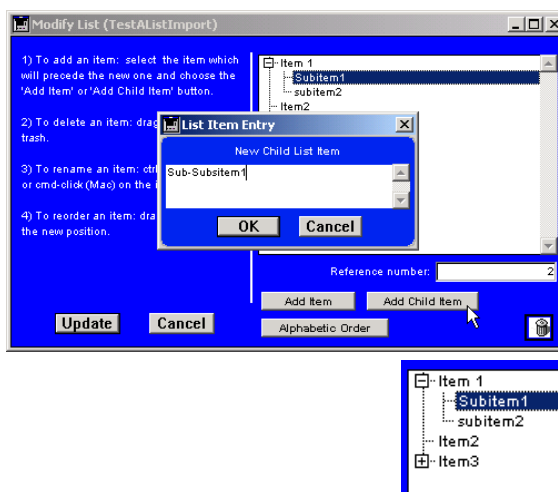 Modify List (TestAListImport)
1) To add an item: select the item which
will precede the new one and choose the
'Add Item' or 'Add Child Item' button.
2) To delete an item: drag
trash.
3) To rename an item:
or cmd-click (Mac) on the
4) To reorder an item:
the new position.
Item 1
Subitem1
subitem2
Item2
List Item Entry
New Child List Item
Sub-Subsitem1
OK
Cancel
Reference number: 2
Add Item
Add Child Item
Update
Cancel
Alphabetic Order
Item 1
Subitem1
subitem2
Item2
Item3